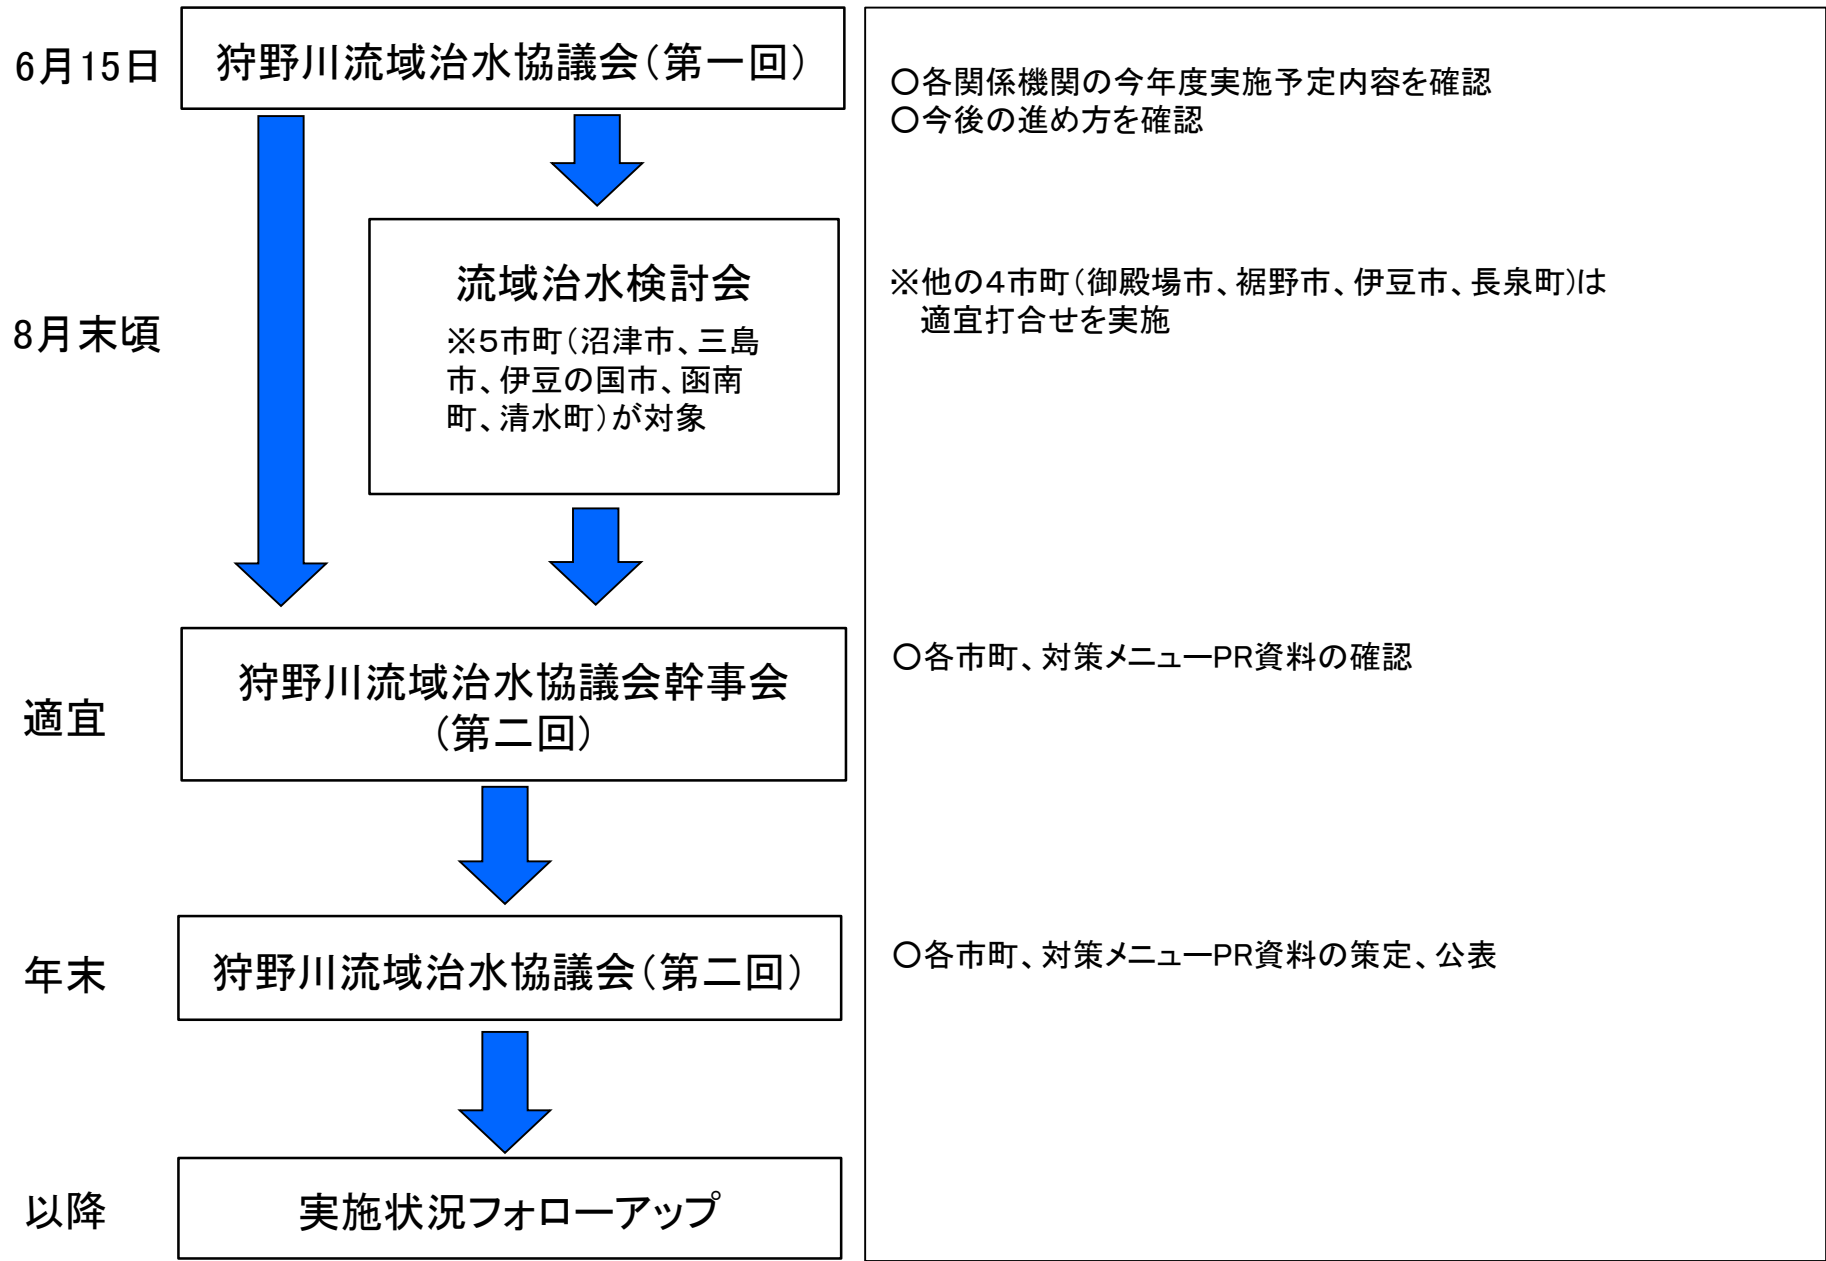 6月15日
狩野川流域治水協議会（第一回）
○各関係機関の今年度実施予定内容を確認
○今後の進め方を確認
8月末頃
流域治水検討会
※5市町（沼津市、三島
市、伊豆の国市、函南
町、清水町）が対象
※他の4市町（御殿場市、裾野市、伊豆市、長泉町)は
適宜打合せを実施
適宜
狩野川流域治水協議会幹事会
（第二回）
○各市町、対策メニューPR資料の確認
年末
狩野川流域治水協議会（第二回）
○各市町、対策メニューPR資料の策定、公表
以降
実施状況フォローアップ